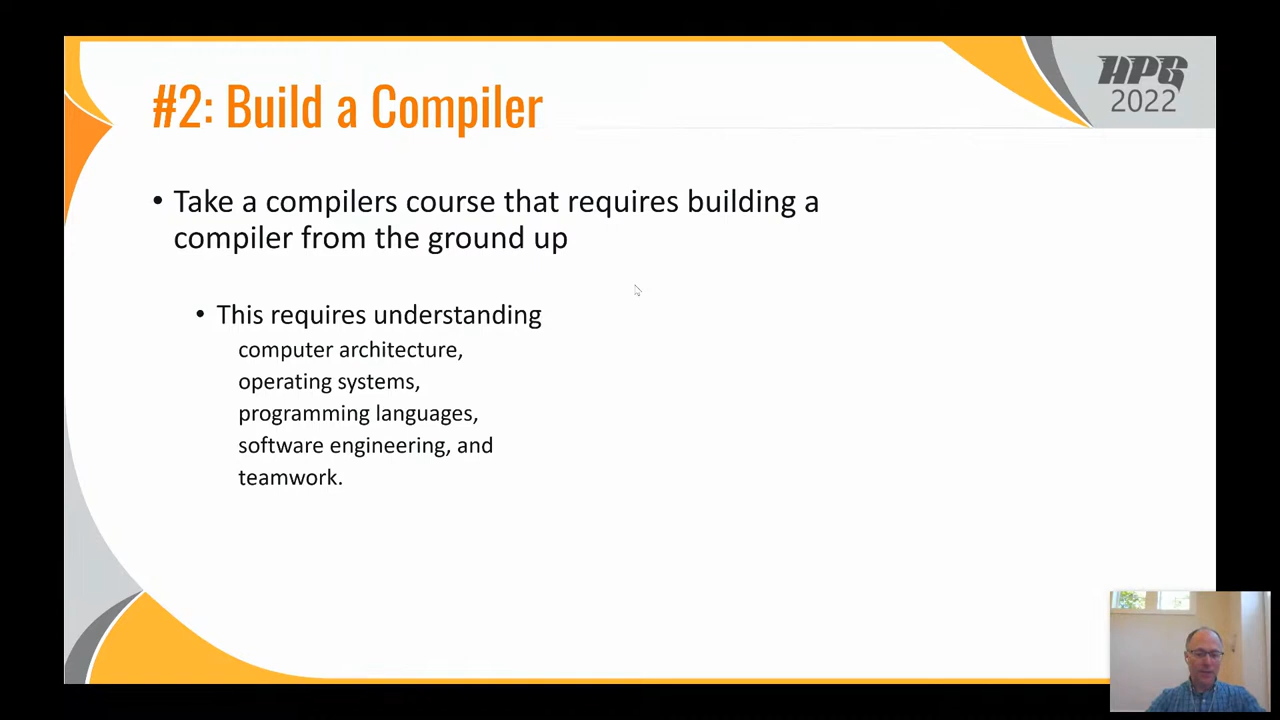 #2: Build a Compiler
HPG
2022
• Take a compilers course that requires building a
compiler from the ground up
• This requires understanding
computer architecture,
operating systems,
programming languages,
software engineering, and
teamwork.